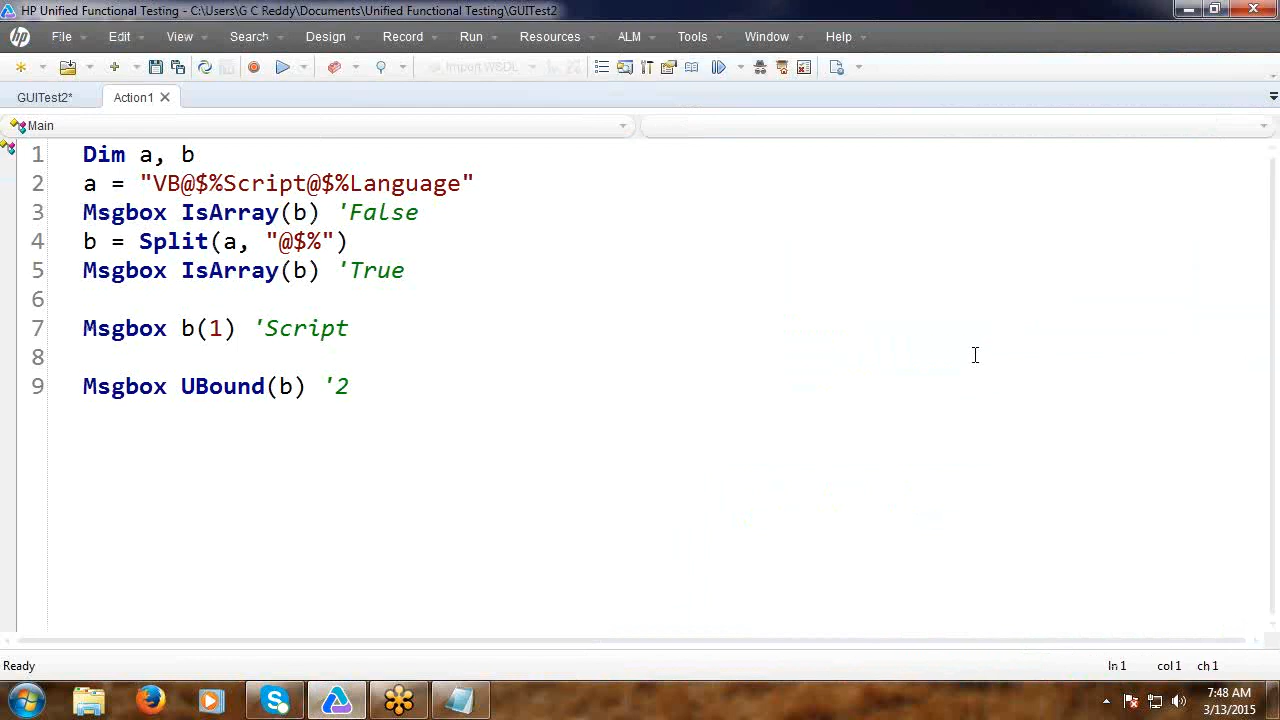 HP Unified Functional Testing - C:\Users\G C Reddy\Documents\Unified Functional Testing\GUITest2
File Edit View Search Design Record Run Resources ALM Tools Window Help
Import WSDL
GUITest2* Action1
Main
1 Dim a, b
2 a = "VB@$%Script@$%Language"
3 Msgbox IsArray(b) 'False
4 b = Split(a, "@$%")
5 Msgbox IsArray(b) 'True
6
7 Msgbox b(1) 'Script
8
9 Msgbox UBound(b) '2
Ready ln 1 col 1 ch 1
7:48 AM
3/13/2015